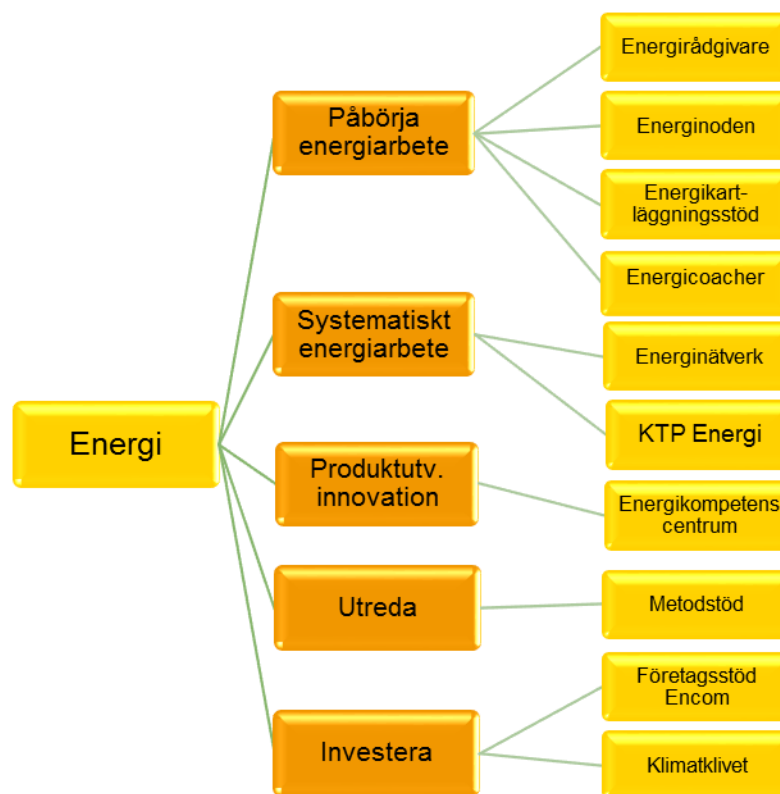 Energi
Påbörja
energiarbete
Energirådgivare
Energinoden
Energikart-
läggningsstöd
Energicoacher
Systematiskt
energiarbete
Energinätverk
KTP Energi
Produktutv.
innovation
Energikompetens
centrum
Utreda
Metodstöd
Investera
Företagsstöd
Encom
Klimatklivet